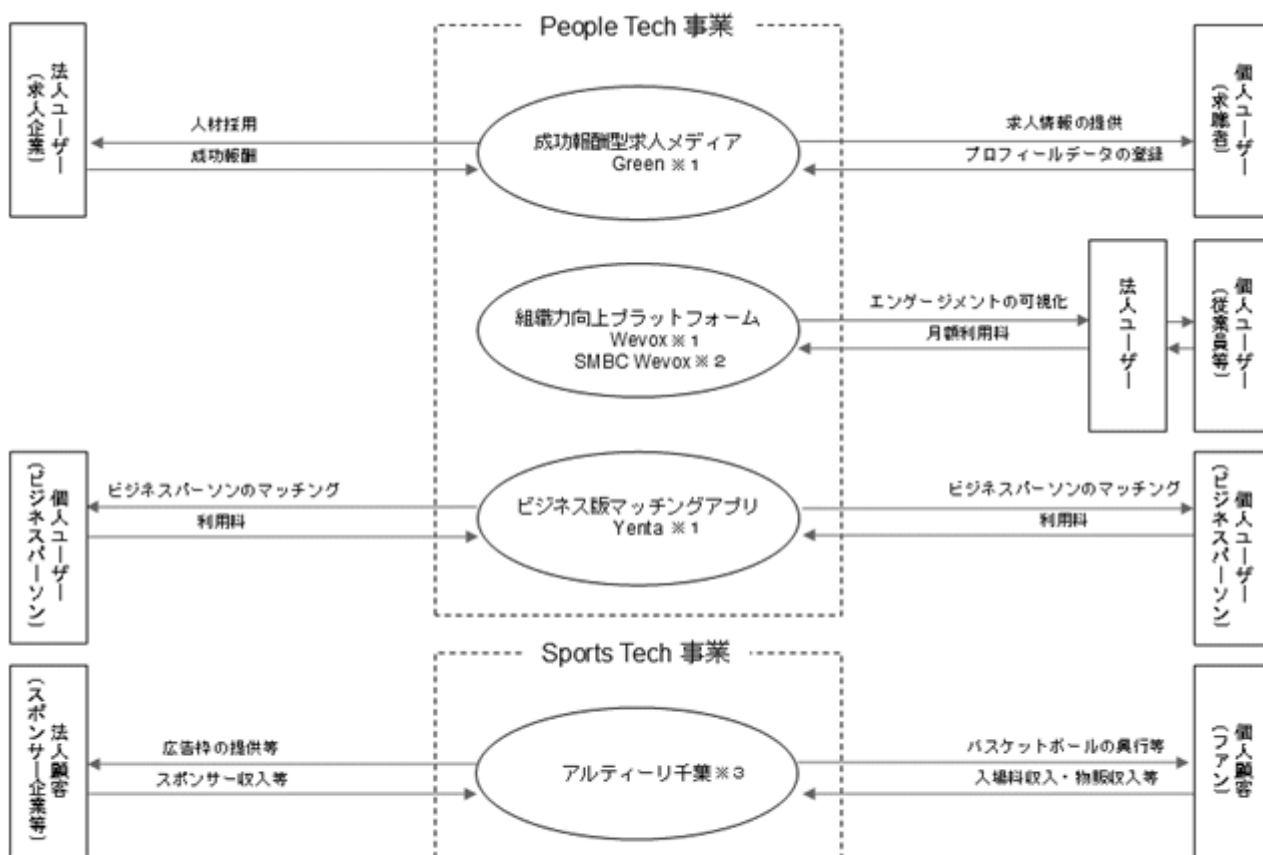 People Tech 事業
法人ユーザー
(求人企業)
人材採用
成功報酬
成功報酬型求人メディア
Green ※1
求人情報の提供
プロフィールデータの登録
個人ユーザー
(求職者)
組織力向上プラットフォーム
Wevox ※1
SMBC Wevox ※2
エンゲージメントの可視化
月額利用料
法人ユーザー
個人ユーザー
(従業員等)
個人ユーザー
(ビジネスパーソン)
ビジネスパーソンのマッチング
利用料
ビジネス版マッチングアプリ
Yenta ※1
ビジネスパーソンのマッチング
利用料
個人ユーザー
(ビジネスパーソン)
Sports Tech 事業
法人顧客
(スポンサー企業等)
広告枠の提供等
スポンサー収入等
アルティーリ千葉※3
バスケットボールの興行等
入場料収入・物販収入等
個人顧客
(ファン)